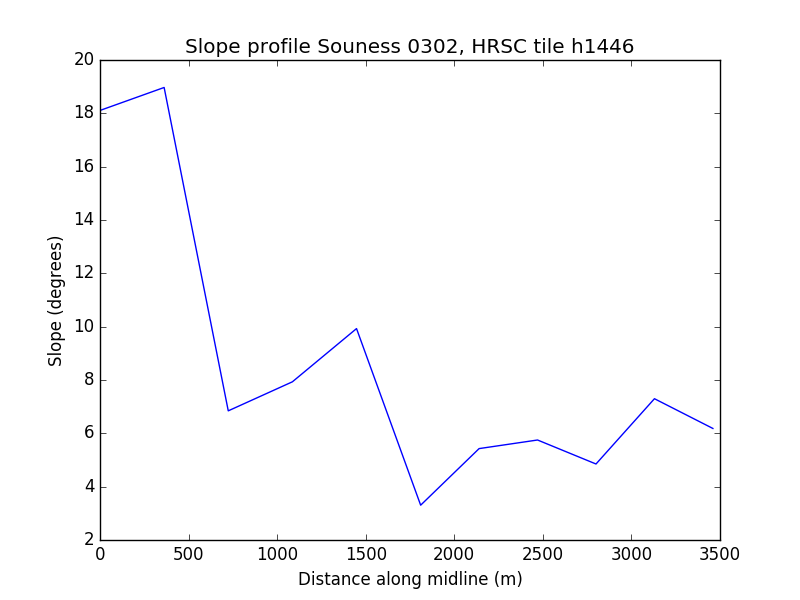 Slope profile Souness 0302, HRSC tile h1446
20
18
16
14
12
10
8
6
4
2
Slope (degrees)
0 500 1000 1500 2000 2500 3000 3500
Distance along midline (m)